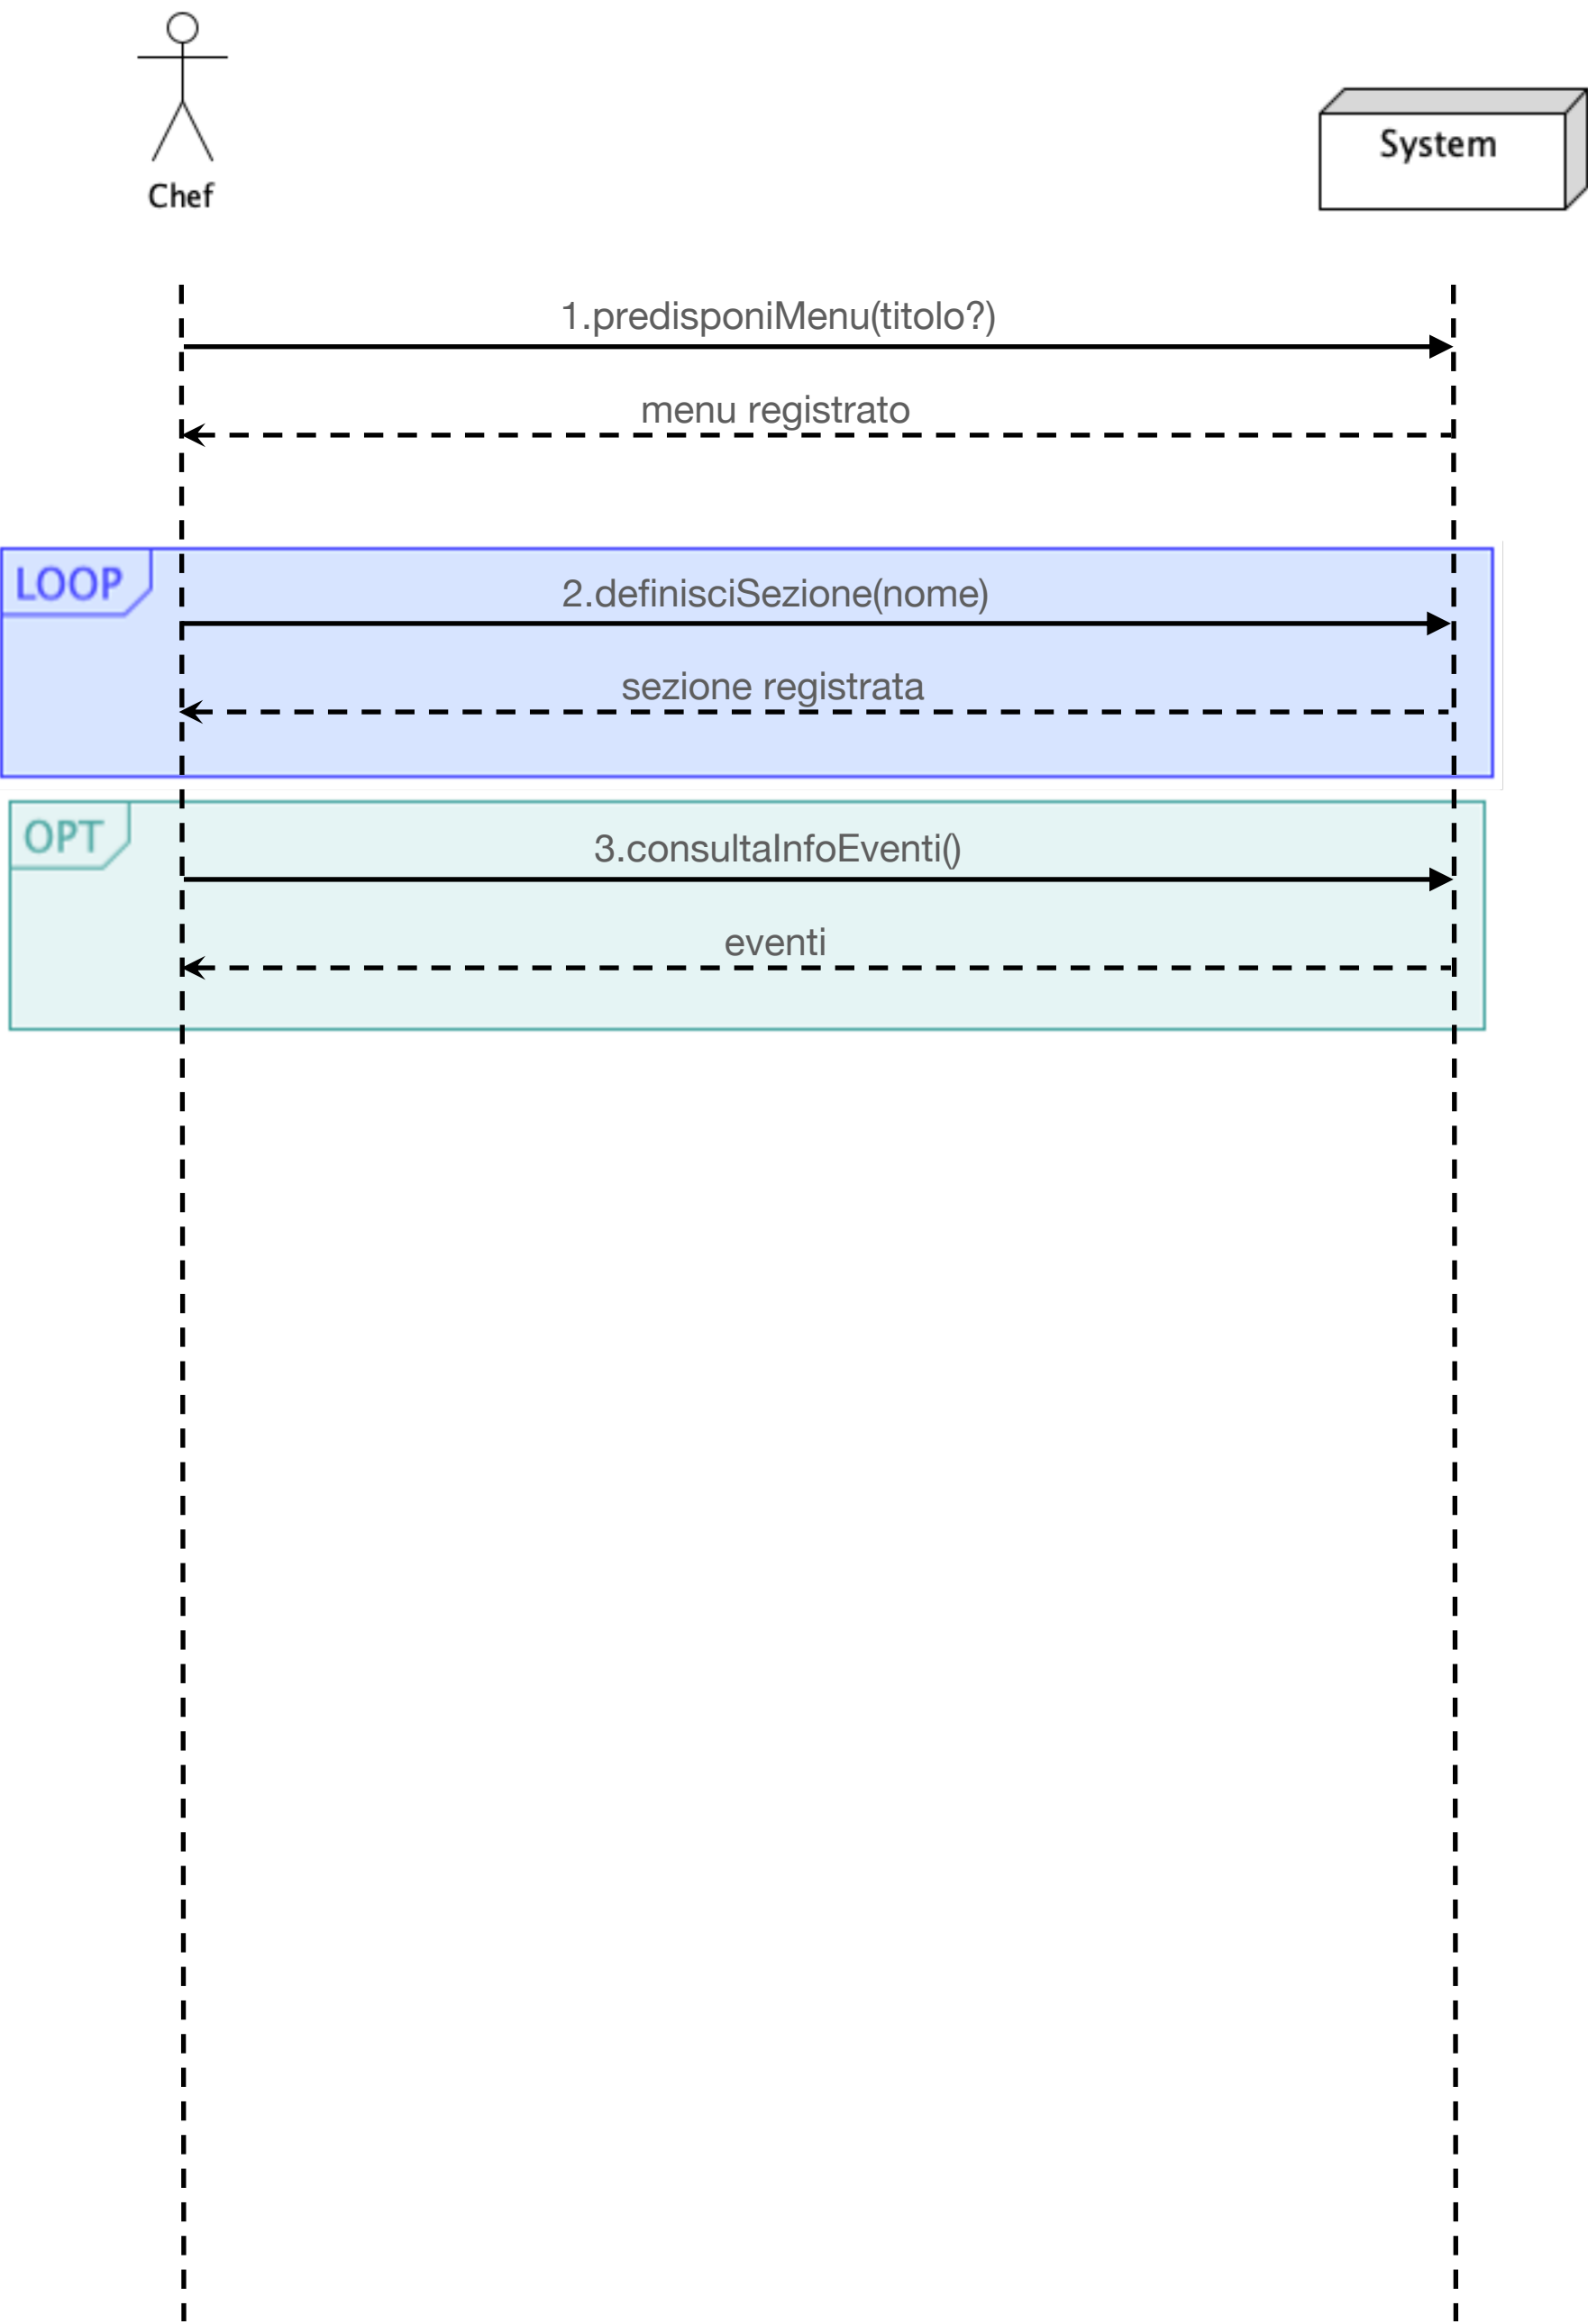 Chef
System
1.predisponiMenu(titolo?)
menu registrato
LOOP
2.definisciSezione(nome)
sezione registrata
OPT
3.consultaInfoEventi()
eventi